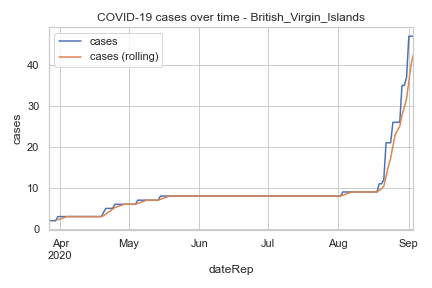 COVID-19 cases over time - British_Virgin_Islands
cases
cases (rolling)
cases
40
30
20
10
0
Apr May Jun Jul Aug Sep
2020
dateRep